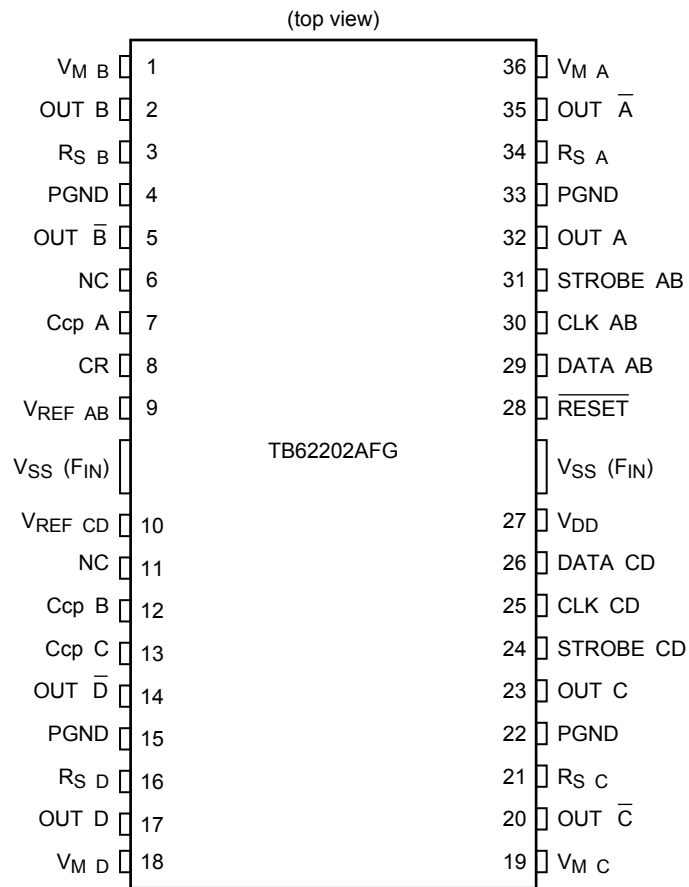 (top view)
V_M B 1 36 V_M A
OUT B 2 35 OUT A̅
R_S B 3 34 R_S A
PGND 4 33 PGND
OUT B̅ 5 32 OUT A
NC 6 31 STROBE AB
Ccp A 7 30 CLK AB
CR 8 29 DATA AB
V_REF AB 9 28 R̅E̅S̅E̅T̅
V_SS (F_IN) TB62202AFG V_SS (F_IN)
V_REF CD 10 27 V_DD
NC 11 26 DATA CD
Ccp B 12 25 CLK CD
Ccp C 13 24 STROBE CD
OUT D̅ 14 23 OUT C
PGND 15 22 PGND
R_S D 16 21 R_S C
OUT D 17 20 OUT C̅
V_M D 18 19 V_M C